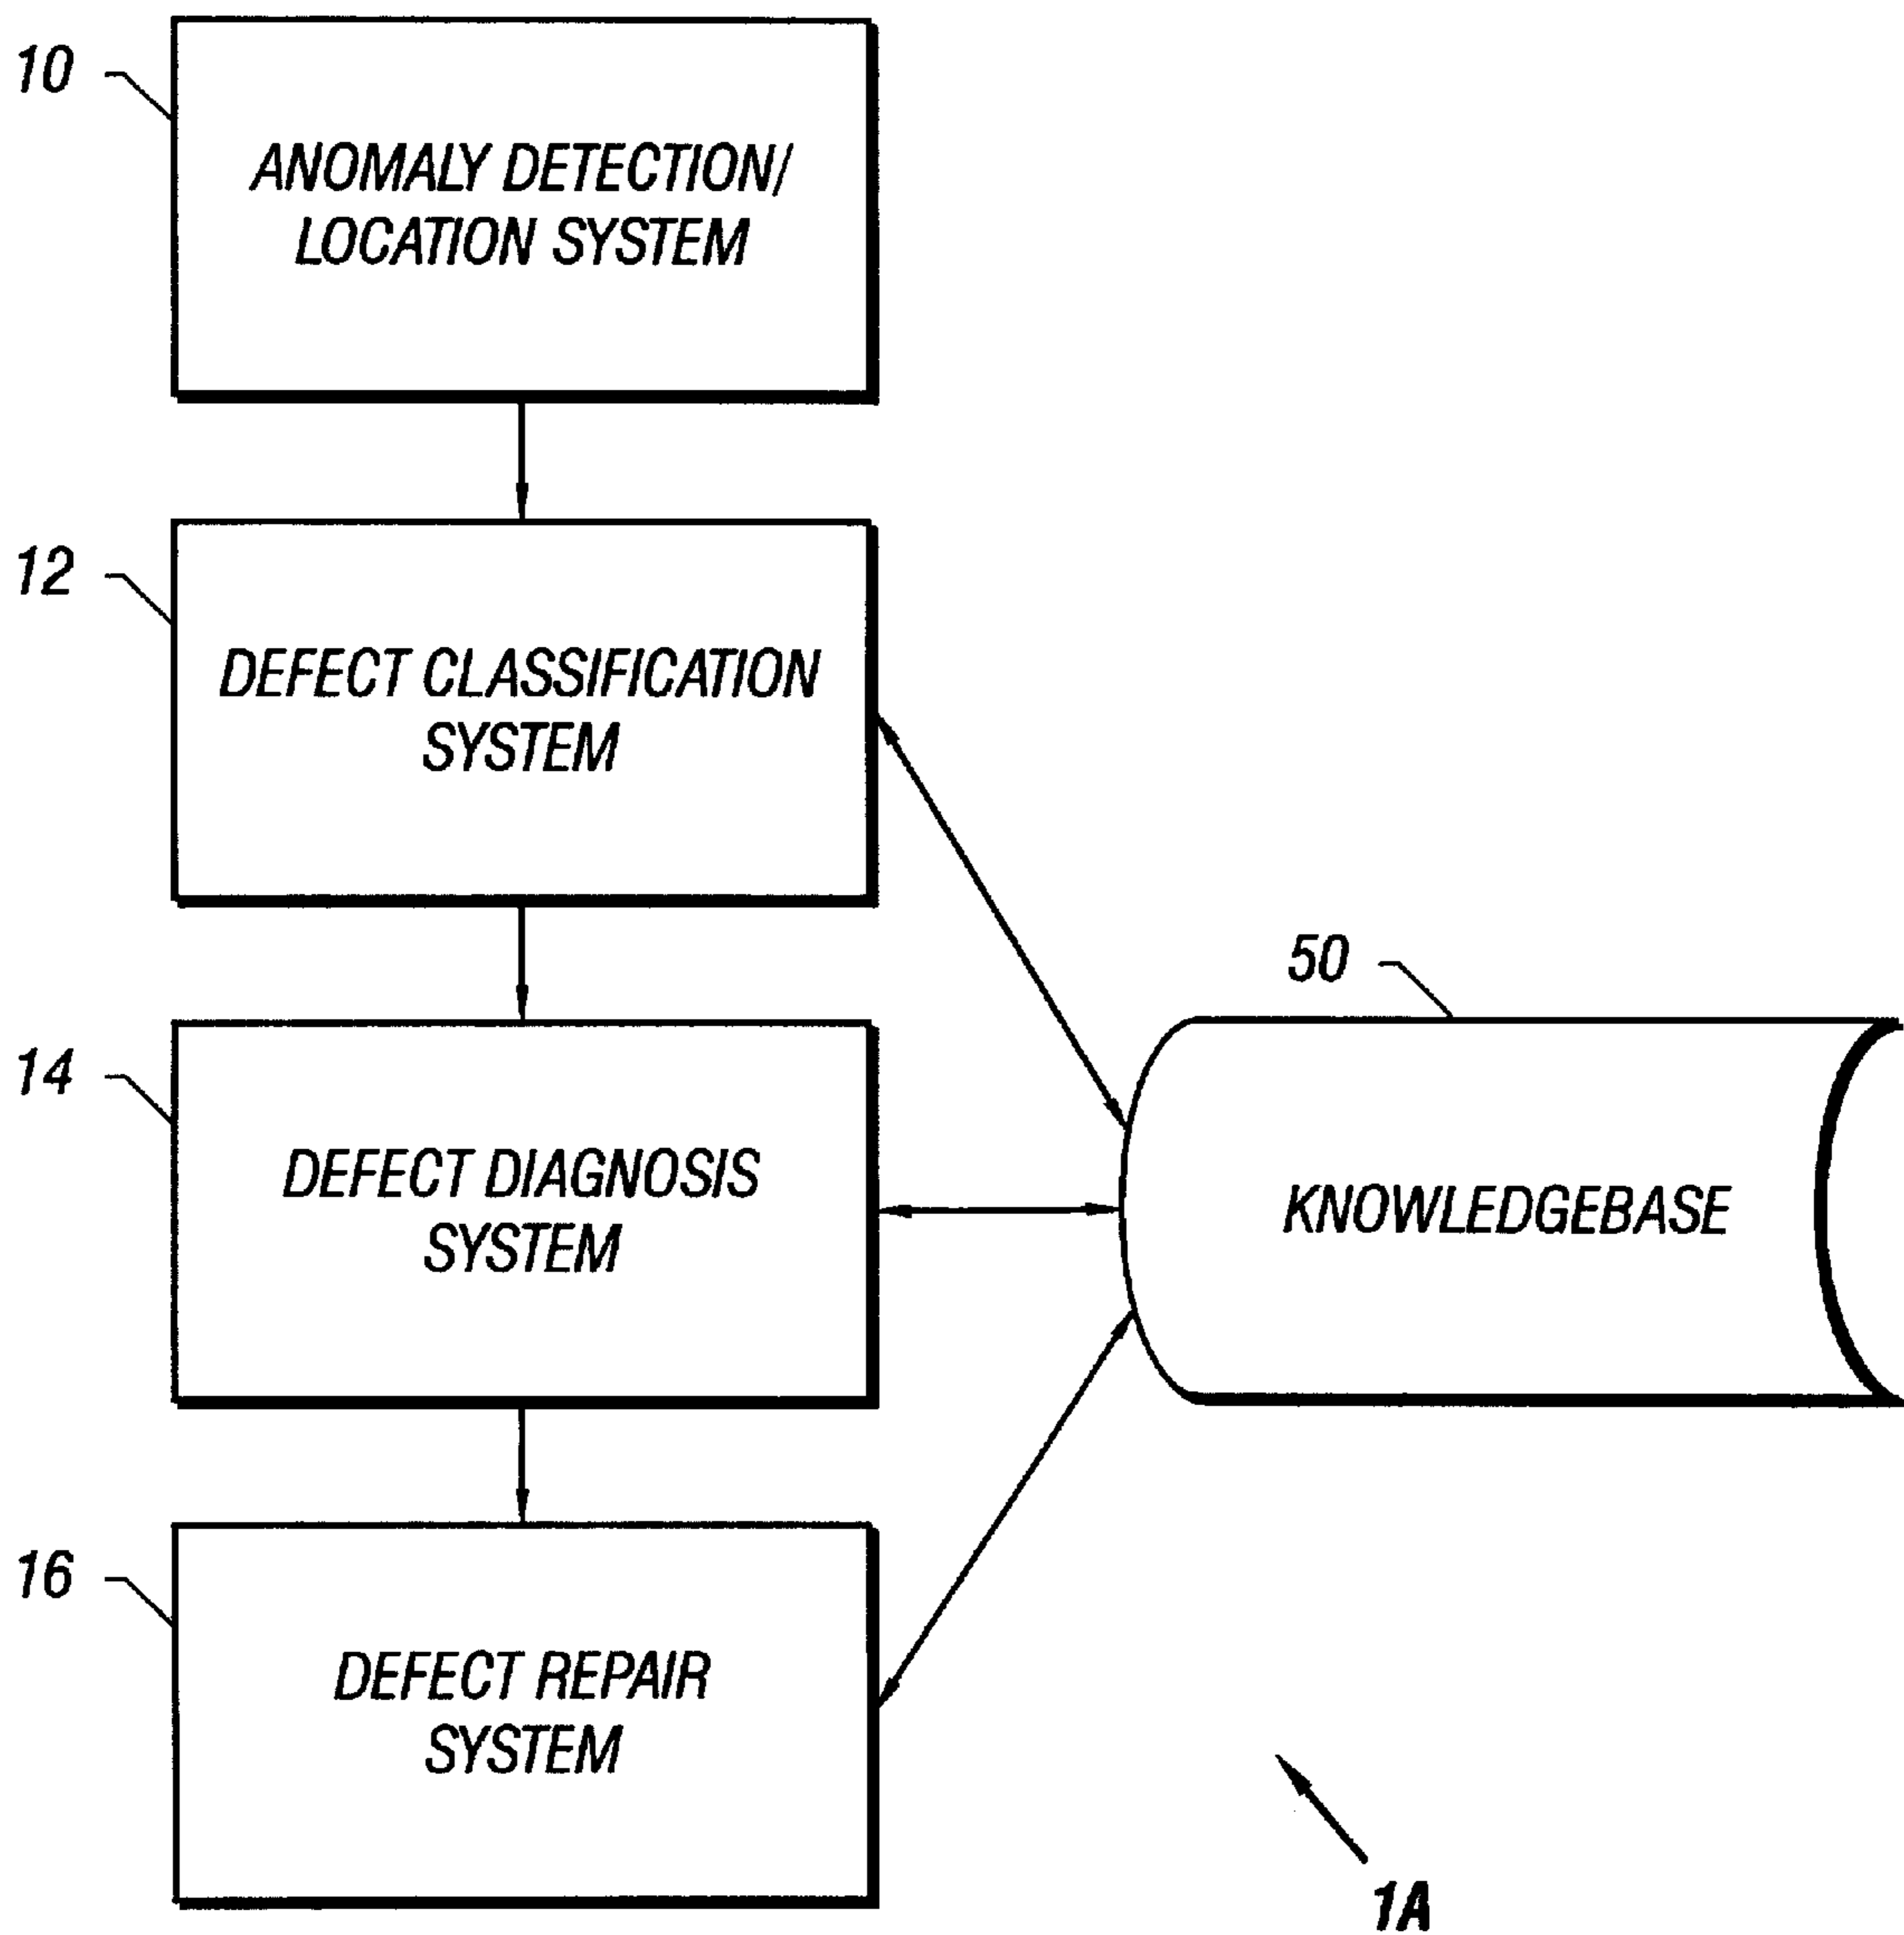 10
ANOMALY DETECTION/
LOCATION SYSTEM
12
DEFECT CLASSIFICATION
SYSTEM
50
14
DEFECT DIAGNOSIS
SYSTEM
KNOWLEDGEBASE
16
DEFECT REPAIR
SYSTEM
1A